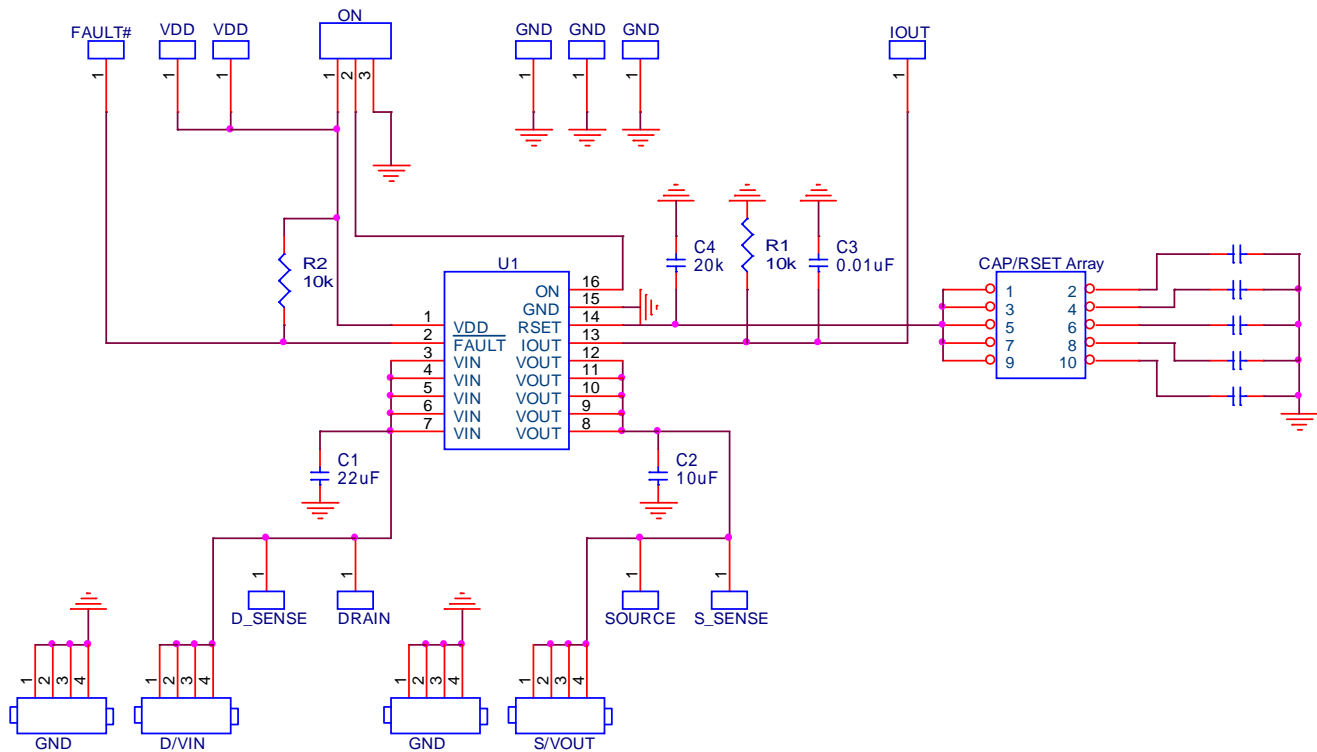 ON
FAULT# VDD VDD GND GND GND IOUT
1 1 1 1 2 3 1 1 1 1
C4
20k
R1
10k
C3
0.01uF
R2
10k
U1
CAP/RSET Array
ON 16
GND 15
1 VDD RSET 14
2 FAULT IOUT 13
3 VIN VOUT 12
4 VIN VOUT 11
5 VIN VOUT 10
6 VIN VOUT 9
7 VIN VOUT 8
1 2
3 4
5 6
7 8
9 10
C1
22uF
C2
10uF
1 1 1 1
D_SENSE DRAIN SOURCE S_SENSE
1 2 3 4 1 2 3 4 1 2 3 4 1 2 3 4
GND D/VIN GND S/VOUT